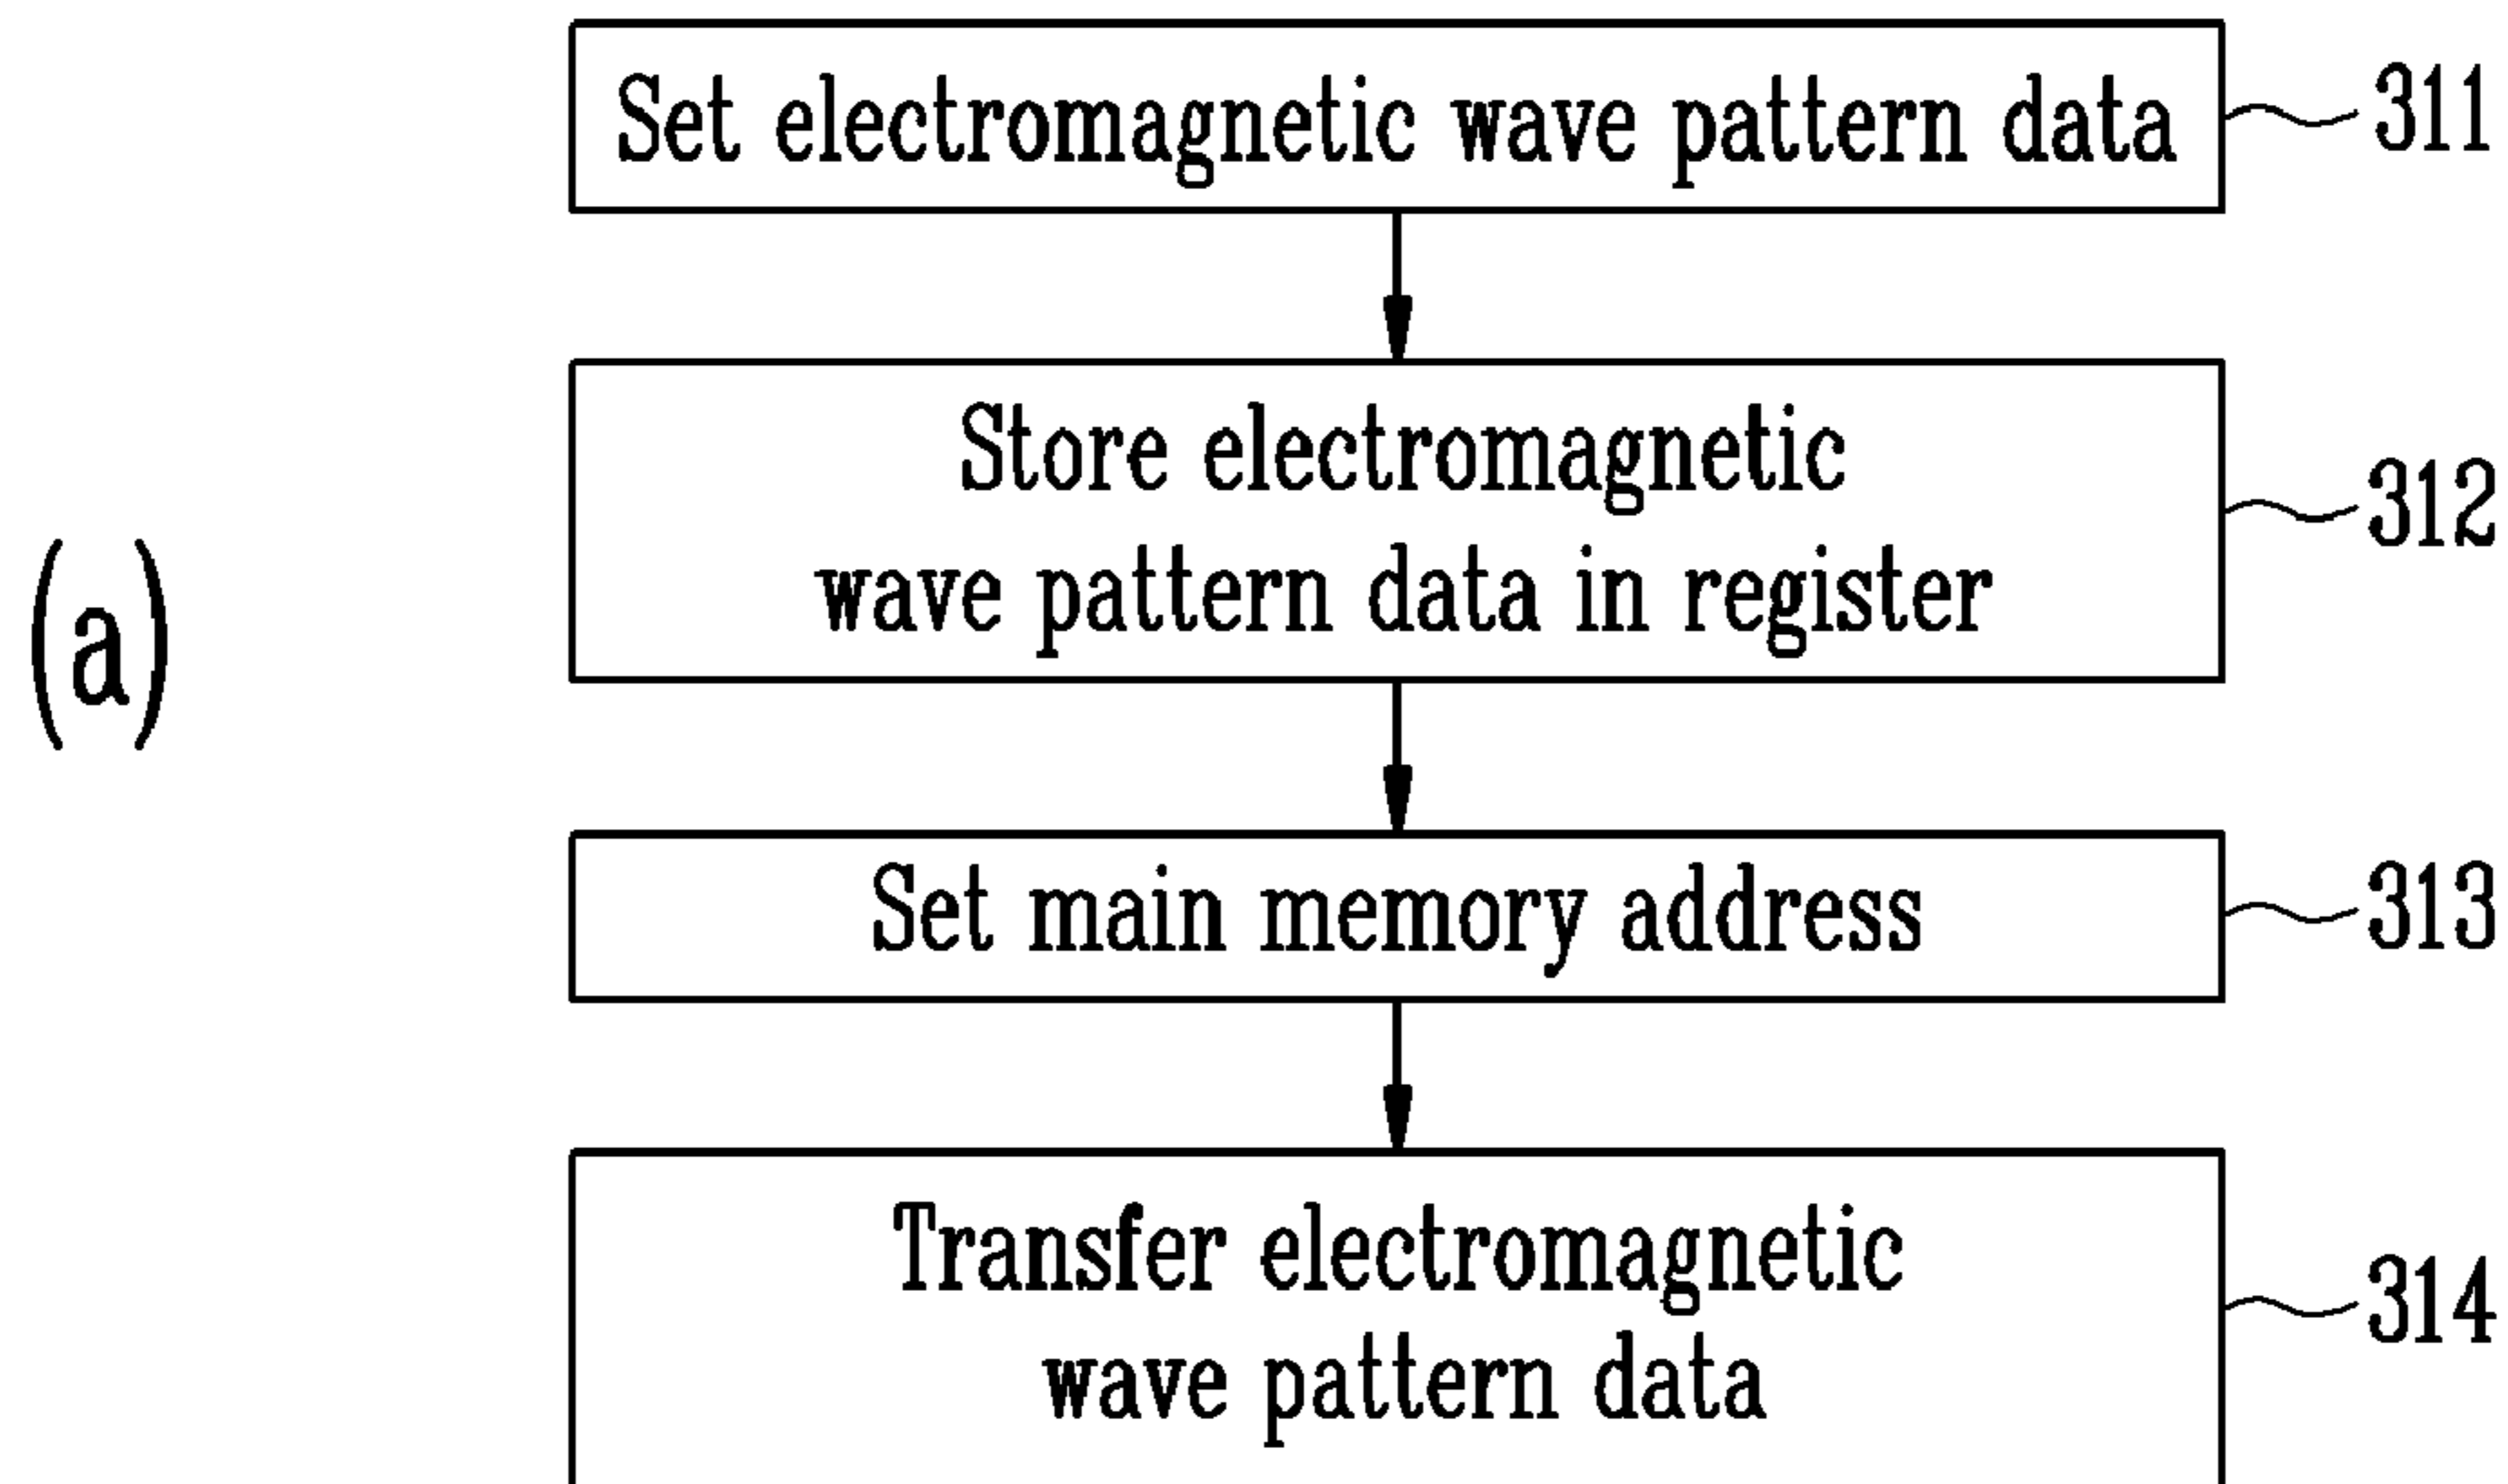 Set electromagnetic wave pattern data
311
Store electromagnetic
wave pattern data in register
312
(a)
Set main memory address
313
Transfer electromagnetic
wave pattern data
314